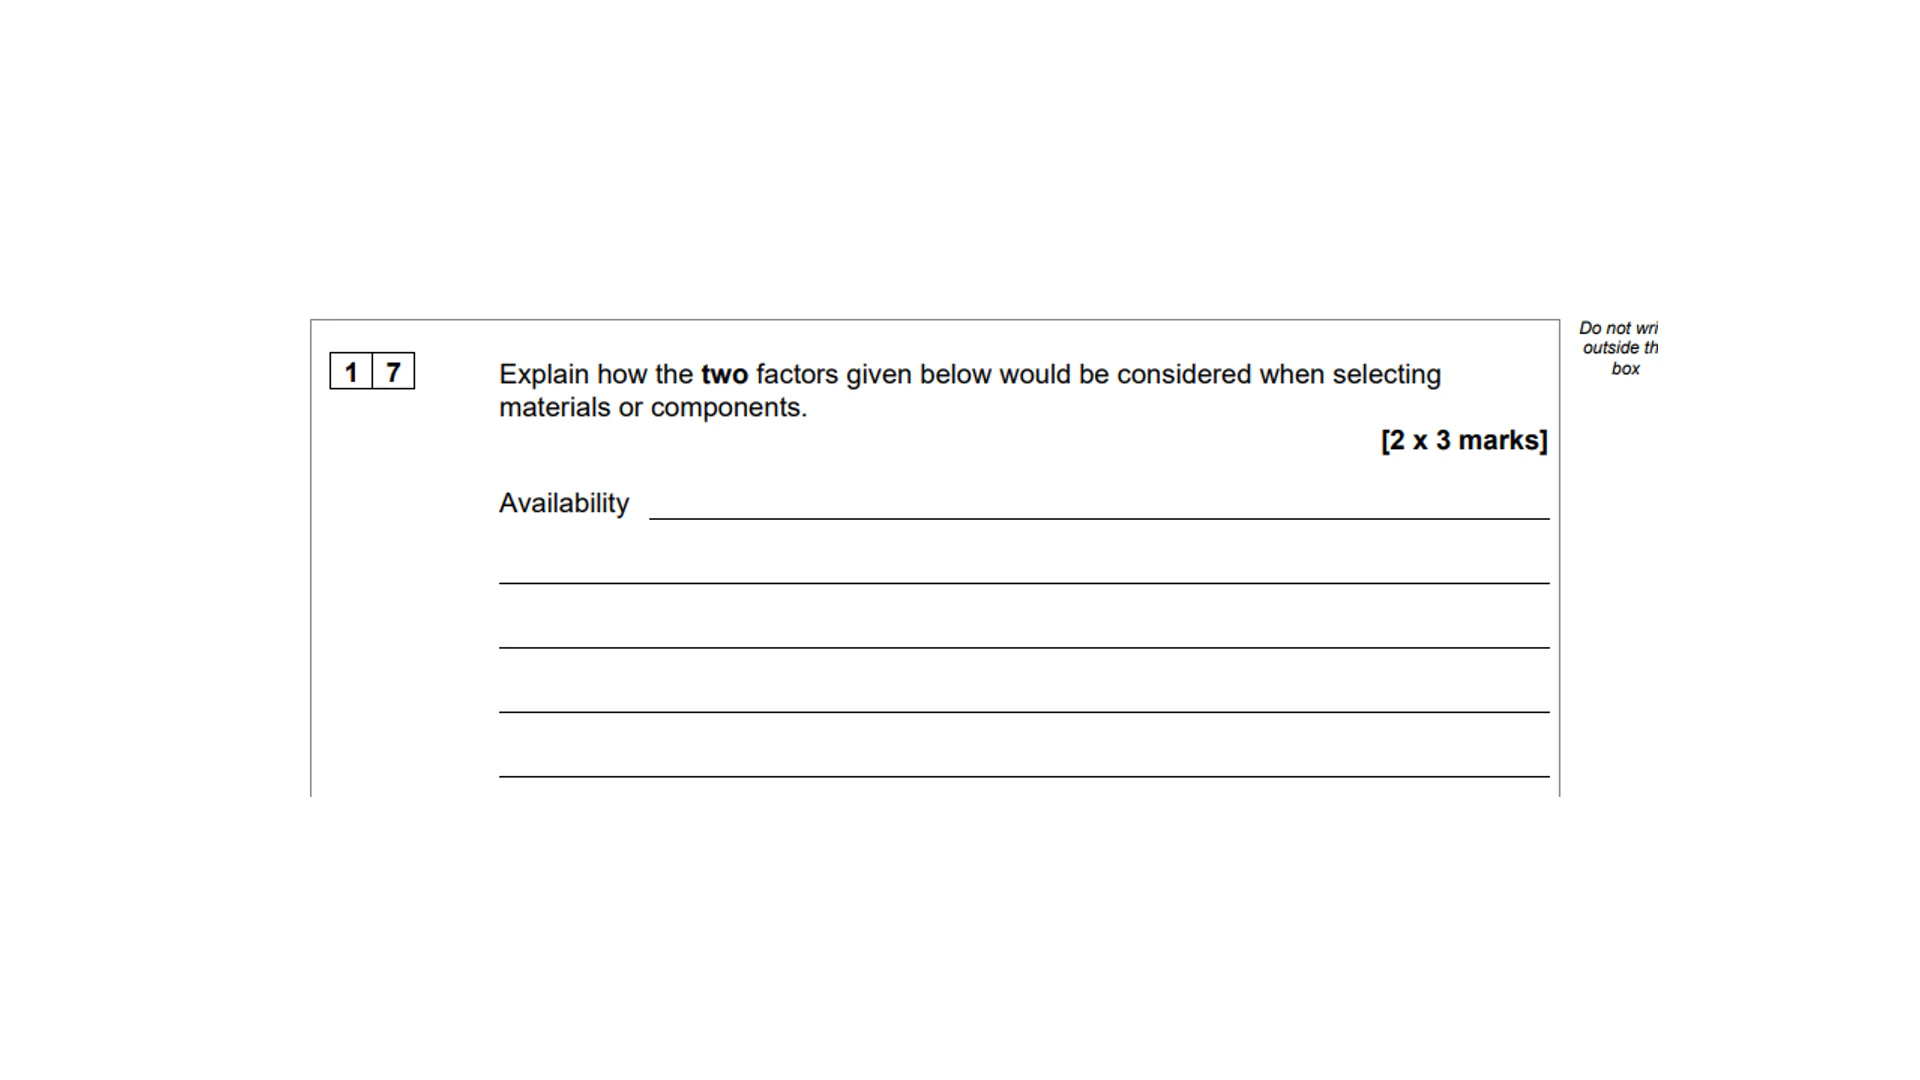 Do not wri
outside th
box
1 7
Explain how the two factors given below would be considered when selecting
materials or components.
[2 x 3 marks]
Availability